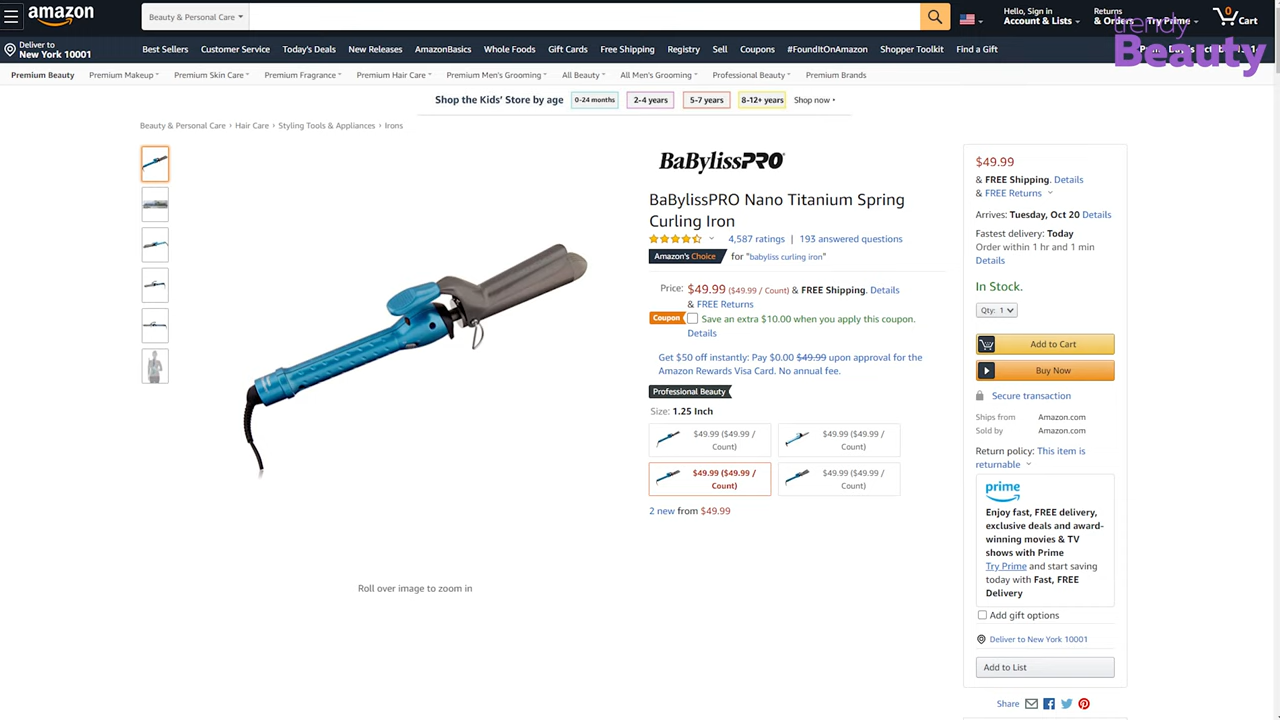 amazon
Beauty & Personal Care
Hello, Sign in
Account & Lists
Returns
& Orders
Try Prime
0
Cart
trendy
Beauty
Deliver to
New York 10001
Best Sellers Customer Service Today's Deals New Releases AmazonBasics Whole Foods Gift Cards Free Shipping Registry Sell Coupons #FoundItOnAmazon Shopper Toolkit Find a Gift
Premium Beauty Premium Makeup Premium Skin Care Premium Fragrance Premium Hair Care Premium Men's Grooming All Beauty All Men's Grooming Professional Beauty Premium Brands
Shop the Kids' Store by age 0-24 months 2-4 years 5-7 years 8-12+ years Shop now
Beauty & Personal Care › Hair Care › Styling Tools & Appliances › Irons
BaBylissPRO
BaBylissPRO Nano Titanium Spring
Curling Iron
4,587 ratings | 193 answered questions
Amazon's Choice for "babyliss curling iron"
Price: $49.99 ($49.99 / Count) & FREE Shipping. Details
& FREE Returns
Coupon Save an extra $10.00 when you apply this coupon.
Details
Get $50 off instantly: Pay $0.00 $49.99 upon approval for the
Amazon Rewards Visa Card. No annual fee.
Professional Beauty
Size: 1.25 Inch
$49.99 ($49.99 /
Count)
$49.99 ($49.99 /
Count)
$49.99 ($49.99 /
Count)
$49.99 ($49.99 /
Count)
2 new from $49.99
Roll over image to zoom in
$49.99
& FREE Shipping. Details
& FREE Returns
Arrives: Tuesday, Oct 20 Details
Fastest delivery: Today
Order within 1 hr and 1 min
Details
In Stock.
Qty: 1
Add to Cart
Buy Now
Secure transaction
Ships from Amazon.com
Sold by Amazon.com
Return policy: This item is
returnable
prime
Enjoy fast, FREE delivery,
exclusive deals and award-
winning movies & TV
shows with Prime
Try Prime and start saving
today with Fast, FREE
Delivery
Add gift options
Deliver to New York 10001
Add to List
Share